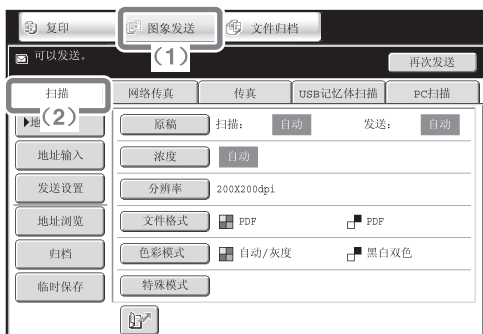 复印 图象发送 文件归档
可以发送。 (1) 再次发送
扫描 网络传真 传真 USB记忆体扫描 PC扫描
(2)
原稿 扫描： 自动 发送： 自动
地址输入 浓度 自动
发送设置 分辨率 200X200dpi
地址浏览 文件格式 PDF PDF
归档 色彩模式 自动/灰度 黑白双色
临时保存 特殊模式